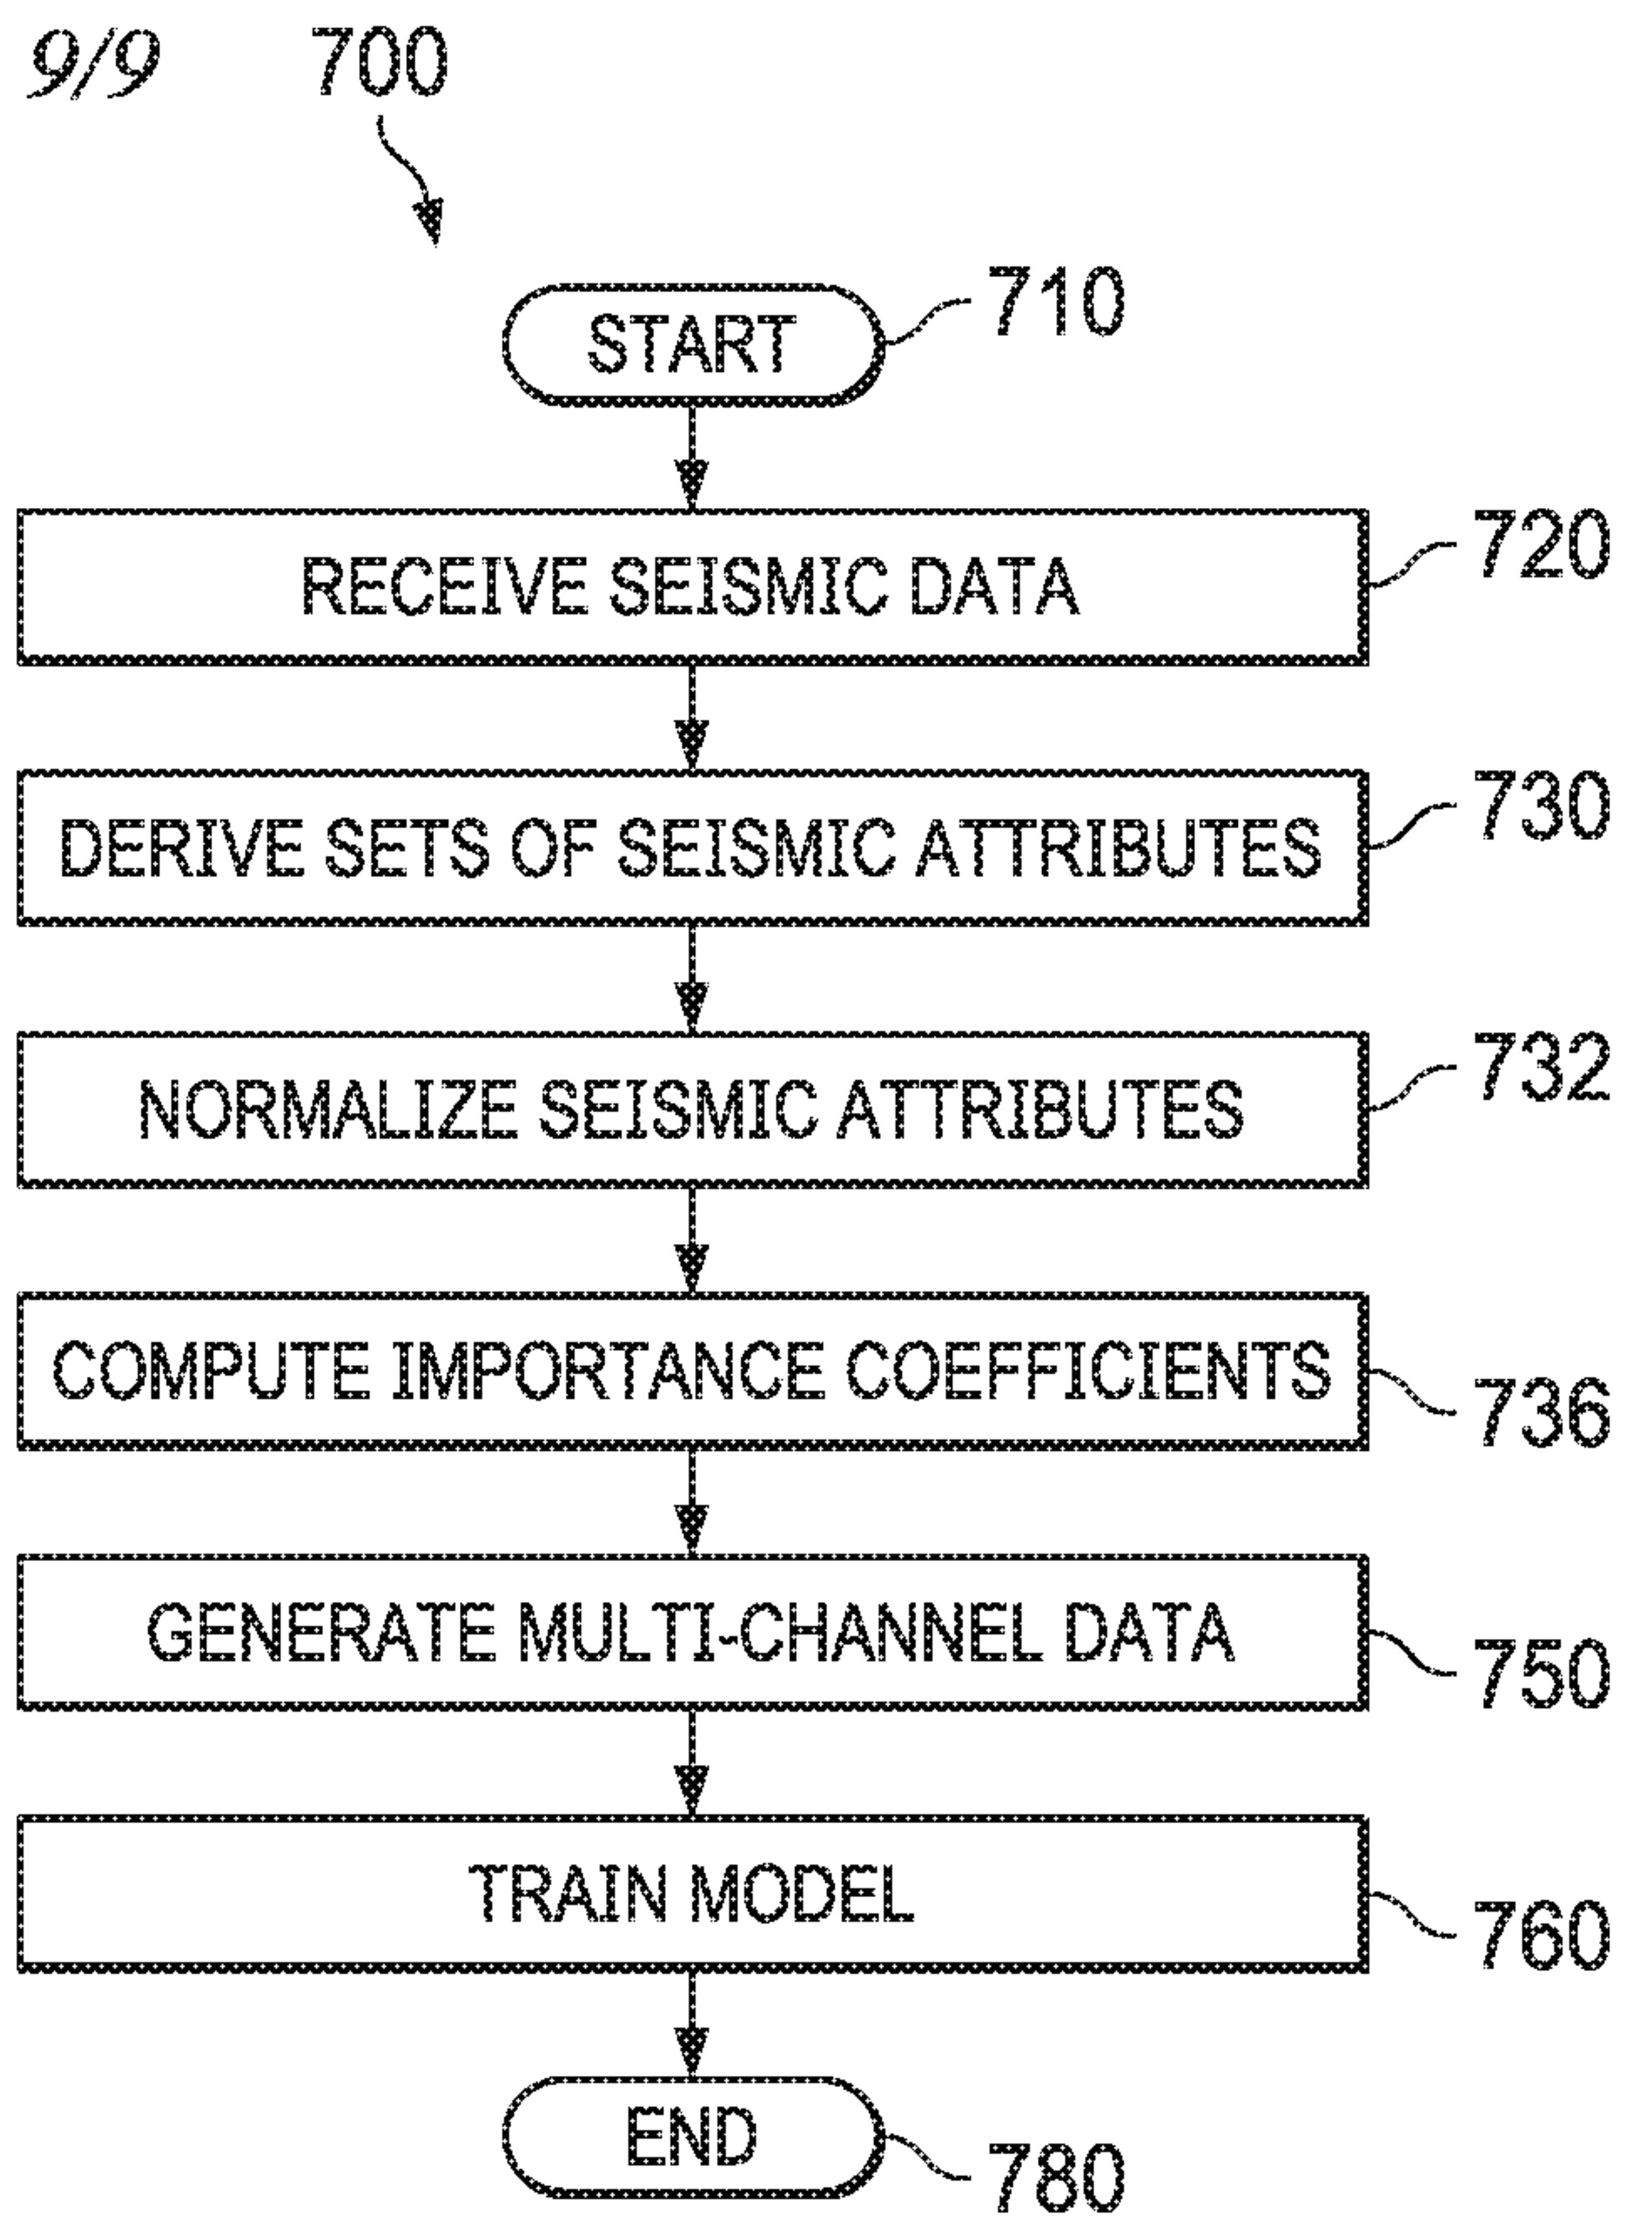 9/9 700
START 710
RECEIVE SEISMIC DATA 720
DERIVE SETS OF SEISMIC ATTRIBUTES 730
NORMALIZE SEISMIC ATTRIBUTES 732
COMPUTE IMPORTANCE COEFFICIENTS 736
GENERATE MULTI-CHANNEL DATA 750
TRAIN MODEL 760
END 780